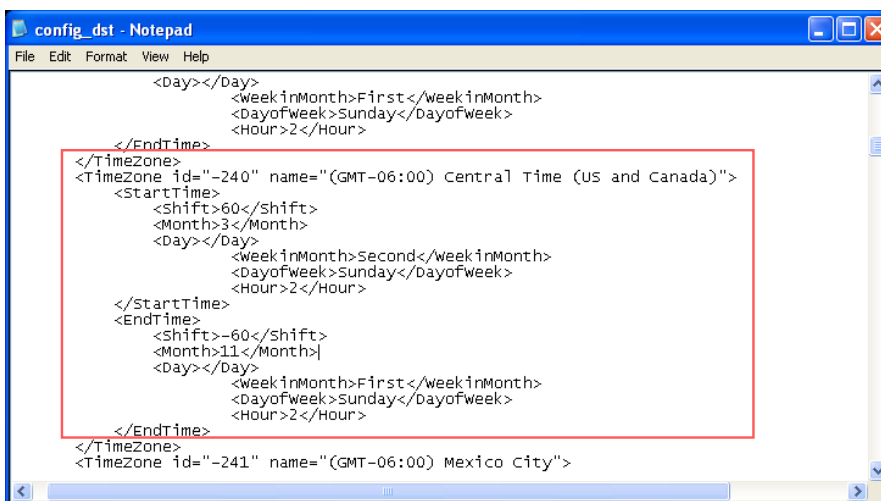 config_dst - Notepad
File Edit Format View Help
<Day></Day>
<WeekinMonth>First</WeekinMonth>
<DayofWeek>Sunday</DayofWeek>
<Hour>2</Hour>
</EndTime>
</TimeZone>
<TimeZone id="-240" name="(GMT-06:00) Central Time (US and Canada)">
<StartTime>
<Shift>60</Shift>
<Month>3</Month>
<Day></Day>
<WeekinMonth>Second</WeekinMonth>
<DayofWeek>Sunday</DayofWeek>
<Hour>2</Hour>
</StartTime>
<EndTime>
<Shift>-60</Shift>
<Month>11</Month>
<Day></Day>
<WeekinMonth>First</WeekinMonth>
<DayofWeek>Sunday</DayofWeek>
<Hour>2</Hour>
</EndTime>
</TimeZone>
<TimeZone id="-241" name="(GMT-06:00) Mexico City">